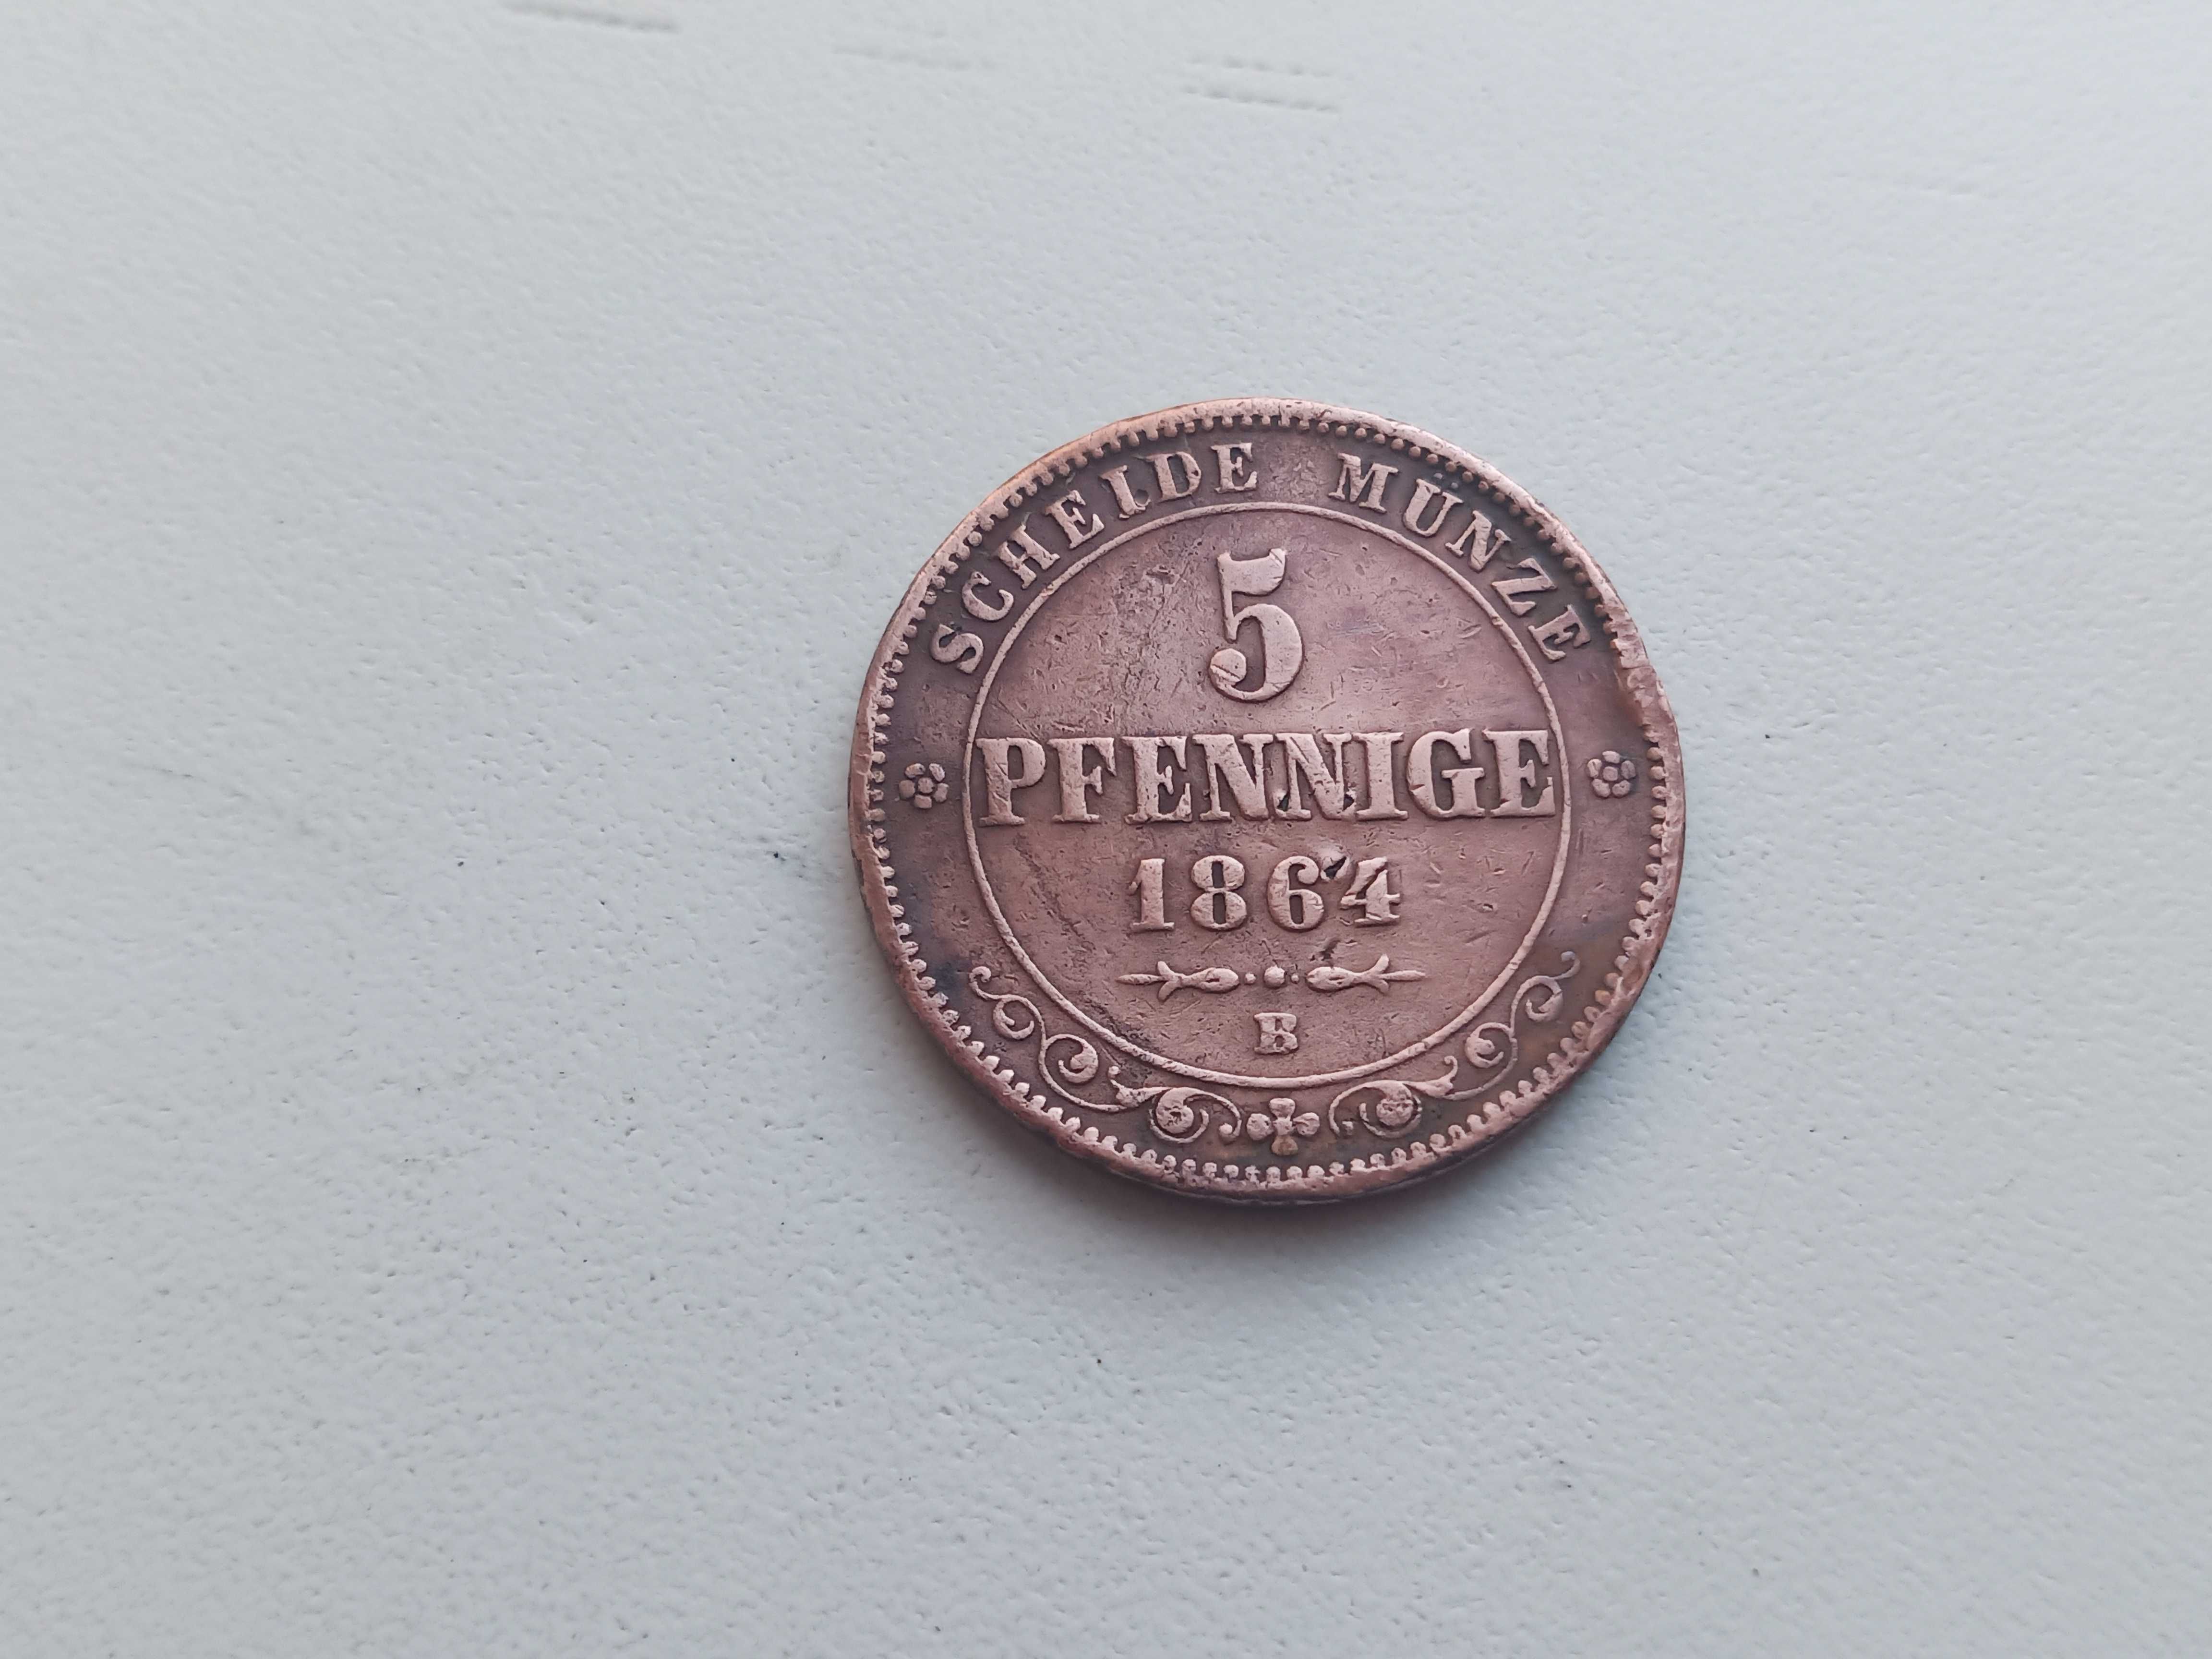 SCHEIDE MÜNZE
5
PFENNIGE
1864
B